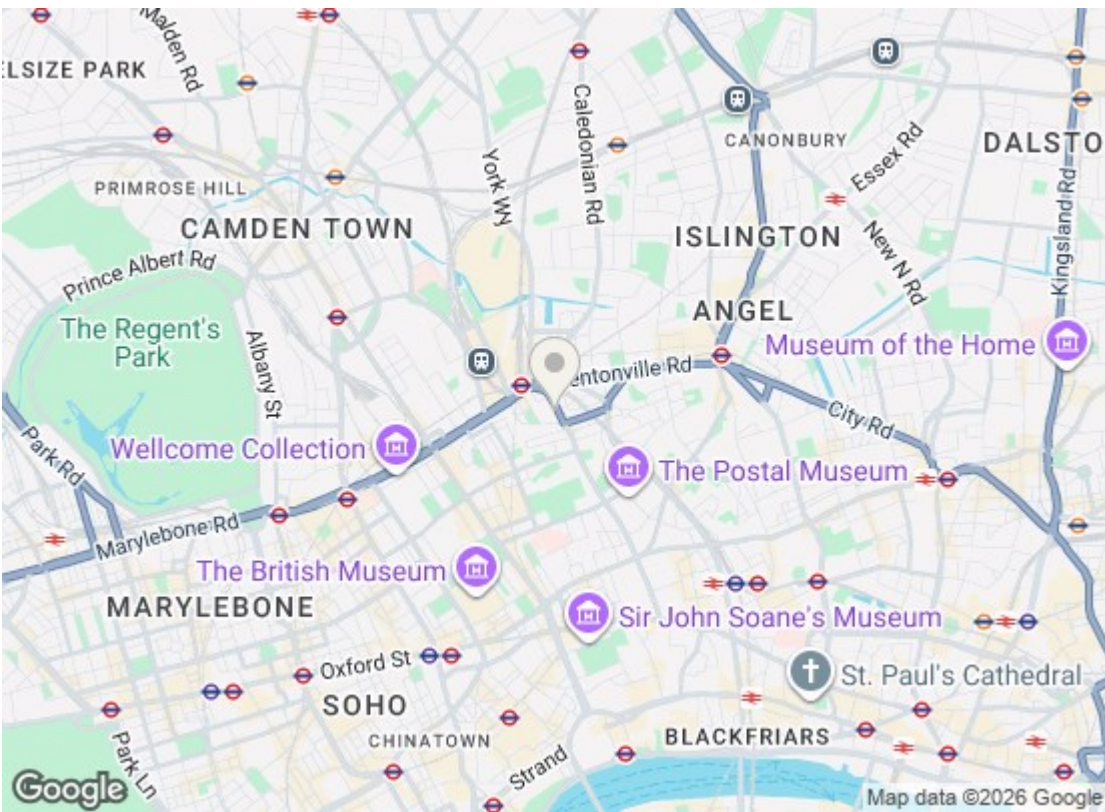 Malden Rd
ELSIZE PARK
Caledonian Rd
York Wy
CANONBURY
Essex Rd
DALSTO
PRIMROSE HILL
CAMDEN TOWN
ISLINGTON
New N Rd
Kingsland Rd
Prince Albert Rd
The Regent's
Park
Albany St
ANGEL
Museum of the Home
entonville Rd
City Rd
Park Rd
Wellcome Collection
The Postal Museum
Marylebone Rd
The British Museum
MARYLEBONE
Sir John Soane's Museum
Oxford St
St. Paul's Cathedral
SOHO
CHINATOWN
BLACKFRIARS
Park Ln
Strand
Google
Map data ©2026 Google